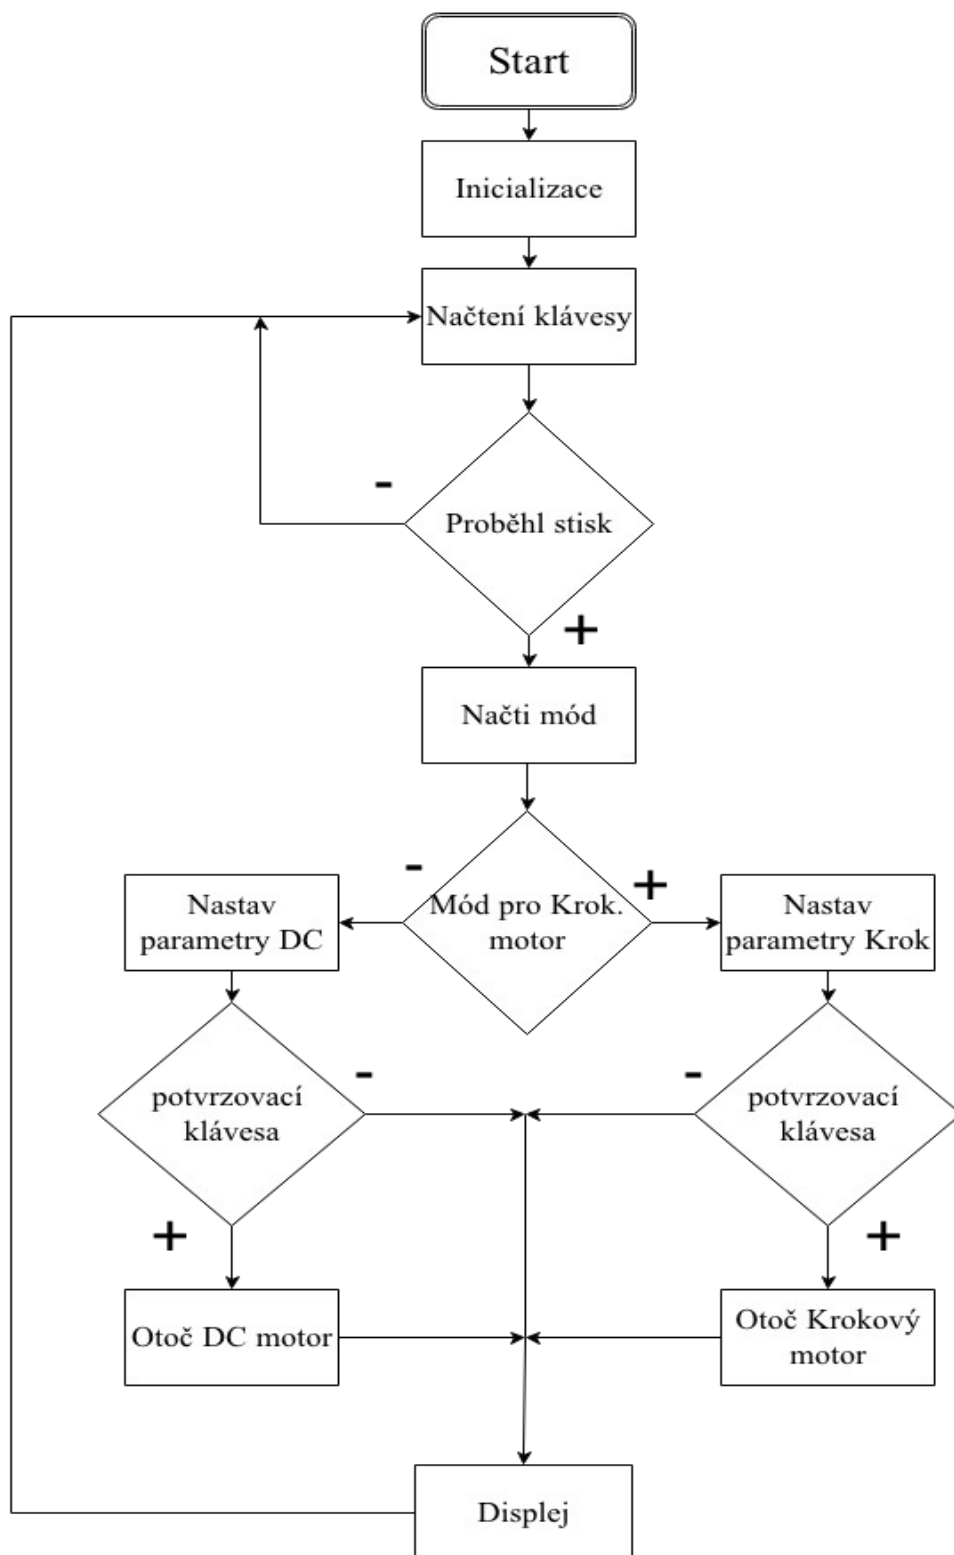 Start
Inicializace
Načtení klávesy
-
Proběhl stisk
+
Načti mód
-
+
Nastav
parametry DC
Mód pro Krok.
motor
Nastav
parametry Krok
-
-
potvrzovací
klávesa
potvrzovací
klávesa
+
+
Otoč DC motor
Otoč Krokový
motor
Displej